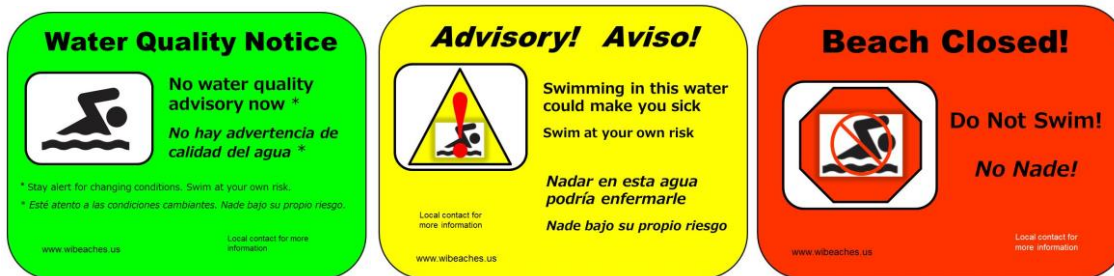 Water Quality Notice
No water quality
advisory now *
No hay advertencia de
calidad del agua *
* Stay alert for changing conditions. Swim at your own risk.
* Esté atento a las condiciones cambiantes. Nade bajo su propio riesgo.
www.wibeaches.us
Local contact for more
information
Advisory! Aviso!
Swimming in this water
could make you sick
Swim at your own risk
Nadar en esta agua
podría enfermarle
Nade bajo su propio riesgo
Local contact for
more information
www.wibeaches.us
Beach Closed!
Do Not Swim!
No Nade!
Local contact for
more information
www.wibeaches.us